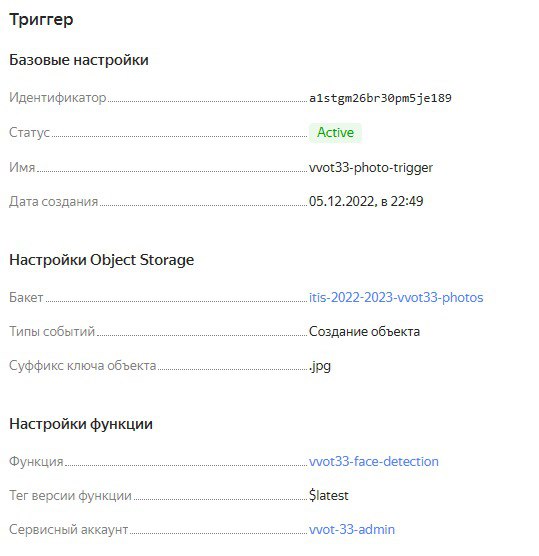 Триггер
Базовые настройки
Идентификатор a1stgm26br30pm5je189
Статус Active
Имя vvot33-photo-trigger
Дата создания 05.12.2022, в 22:49
Настройки Object Storage
Бакет itis-2022-2023-vvot33-photos
Типы событий Создание объекта
Суффикс ключа объекта .jpg
Настройки функции
Функция vvot33-face-detection
Тег версии функции $latest
Сервисный аккаунт vvot-33-admin